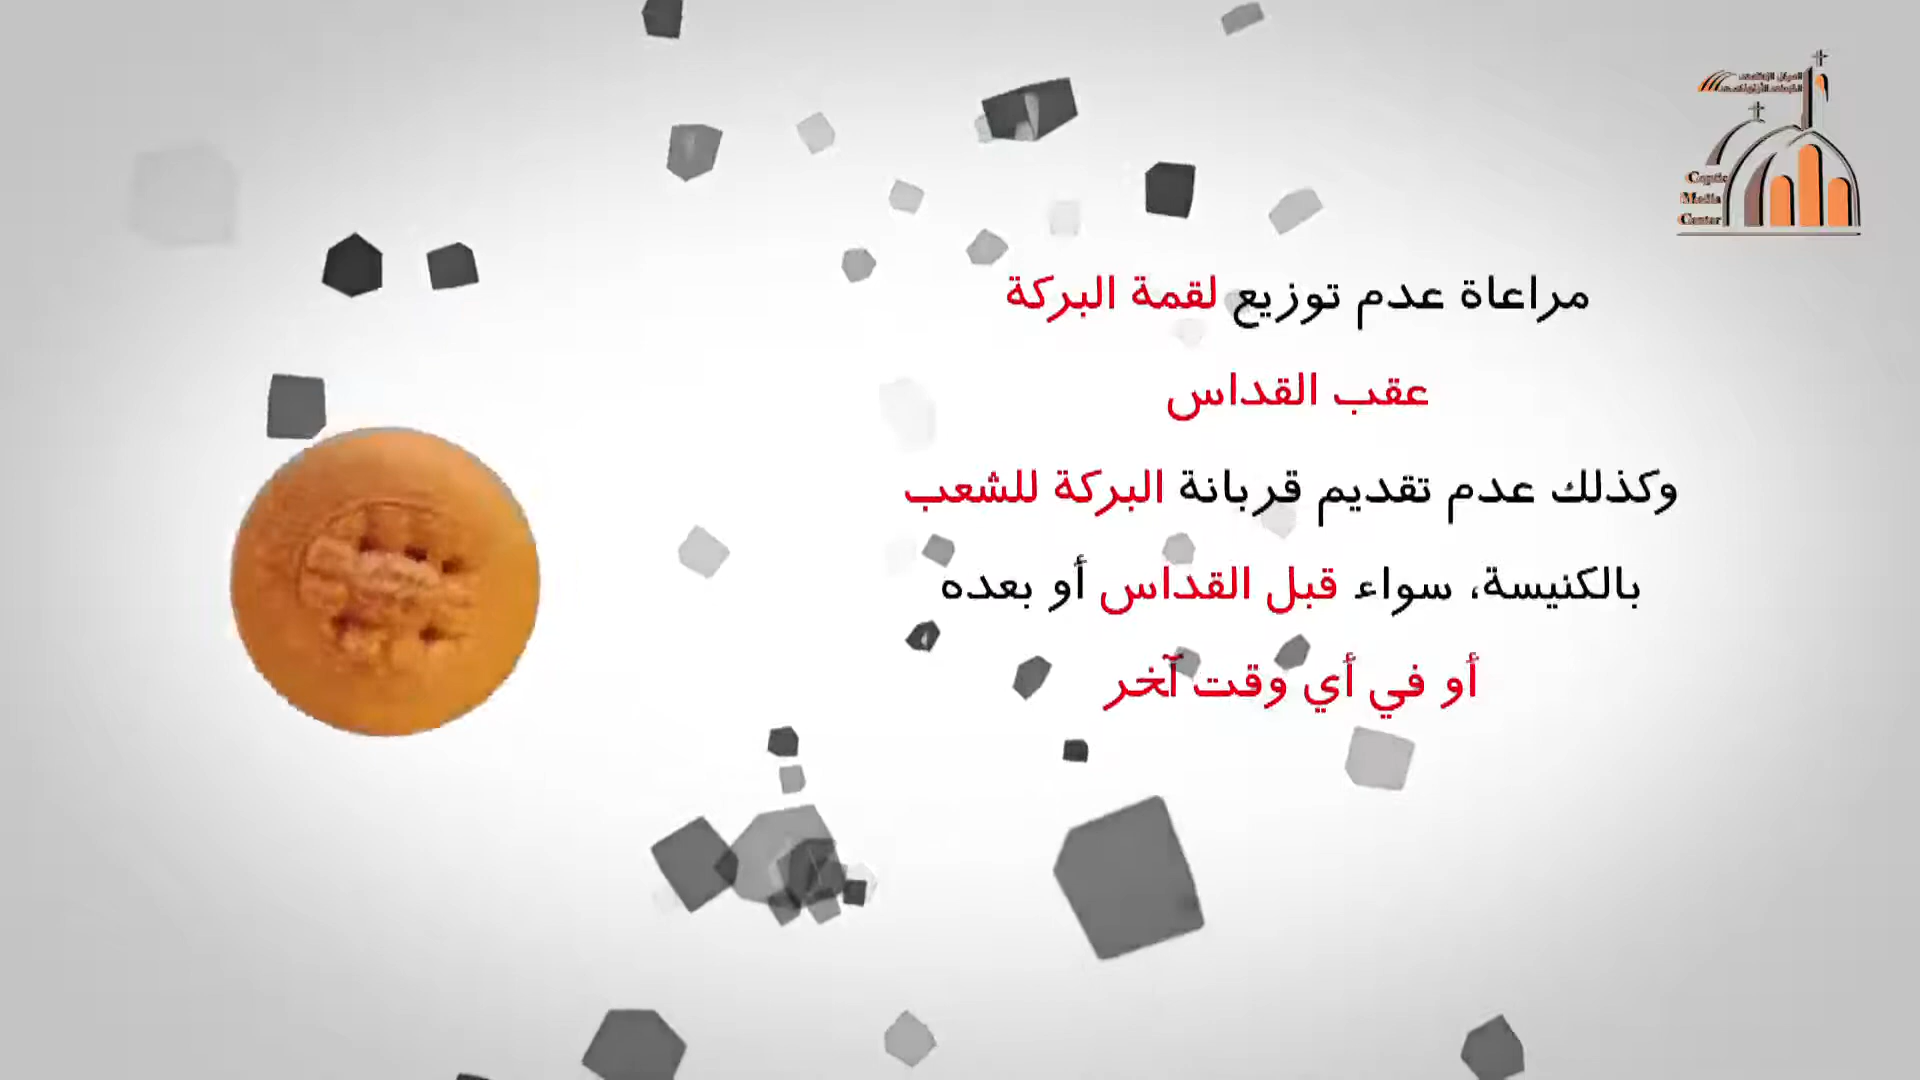 مراعاة عدم توزيع لقمة البركة
عقب القداس
وكذلك عدم تقديم قربانة البركة للشعب
بالكنيسة، سواء قبل القداس أو بعده
أو في أي وقت آخر
Coptic
Media
Center